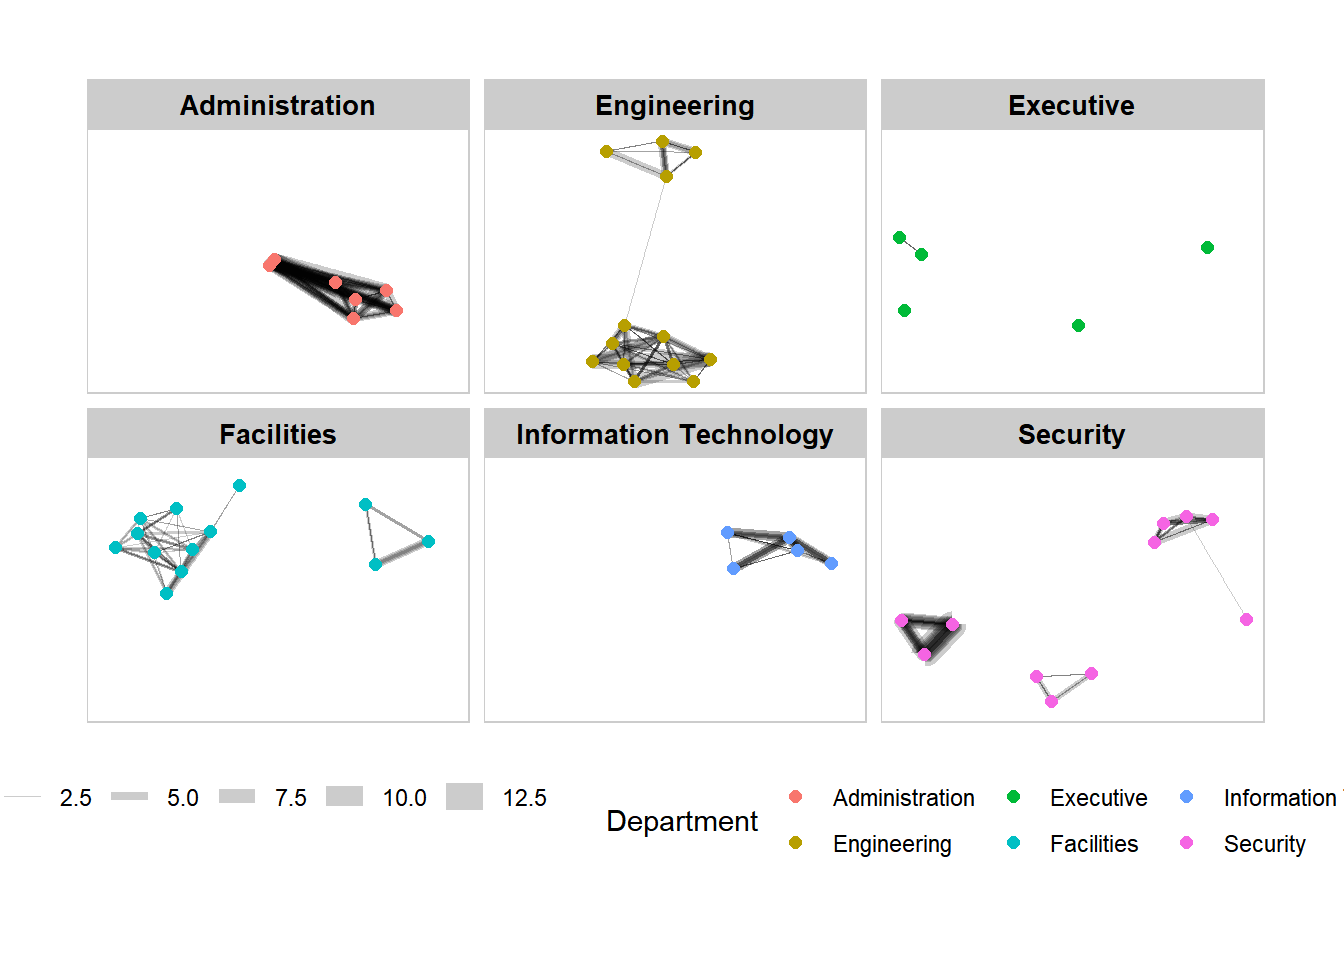 Administration
Engineering
Executive
Facilities
Information Technology
Security
2.5 5.0 7.5 10.0 12.5
Department
Administration Executive Information
Engineering Facilities Security